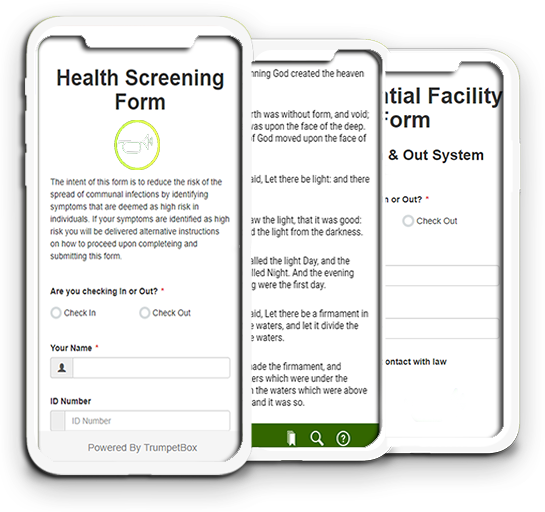 Health Screening
Form
The intent of this form is to reduce the risk of the
spread of communal infections by identifying
symptoms that are deemed as high risk in
individuals. If your symptoms are identified as high
risk you will be delivered alternative instructions
on how to proceed upon completeing and
submitting this form.
Are you checking In or Out? *
Check In Check Out
Your Name *
ID Number
ID Number
Powered By TrumpetBox
nning God created the heaven
rth was without form, and void;
was upon the face of the deep.
of God moved upon the face of
said, Let there be light: and there
aw the light, that it was good:
d the light from the darkness.
alled the light Day, and the
lled Night. And the evening
g were the first day.
said, Let there be a firmament in
e waters, and let it divide the
e waters.
nade the firmament, and
ers which were under the
n the waters which were above
and it was so.
ntial Facility
Form
& Out System
n or Out? *
Check Out
ontact with law